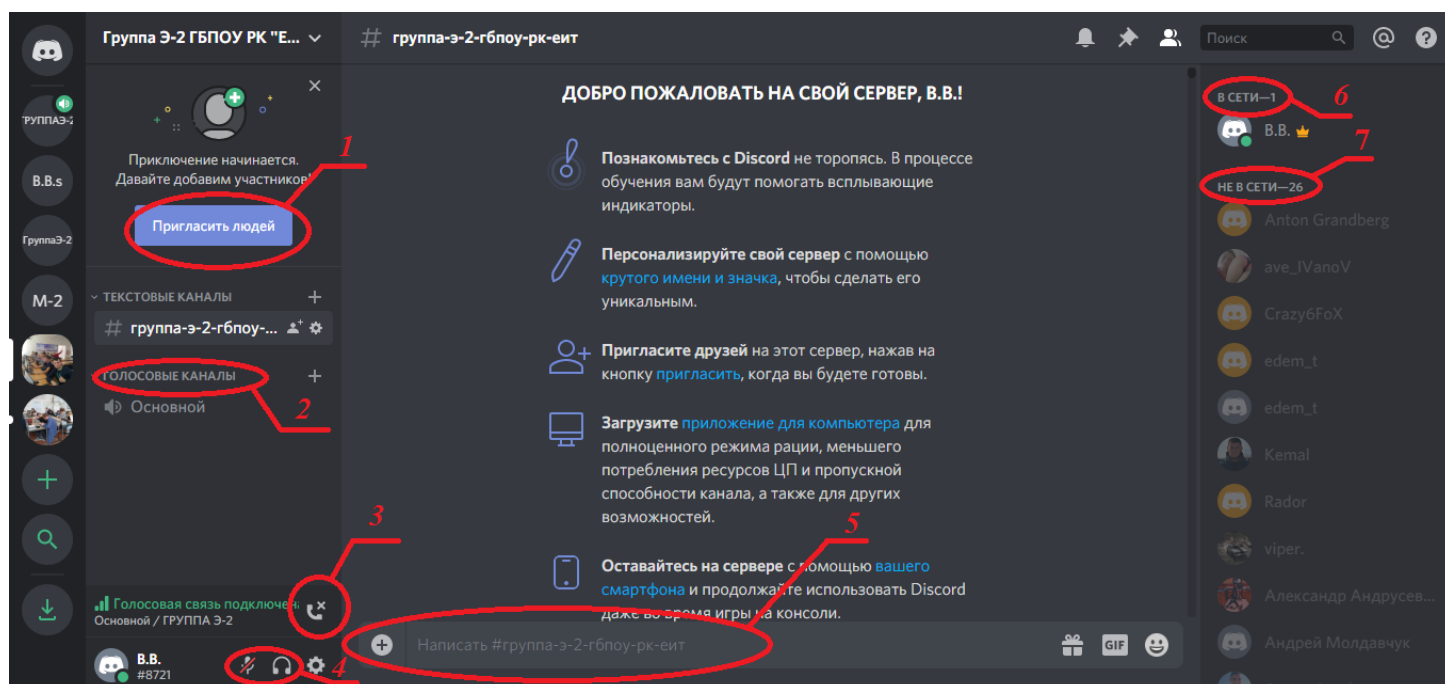 ГРУППАЭ-2
B.B.s
ГруппаЭ-2
М-2
Группа Э-2 ГБПОУ РК "Е...
Приключение начинается.
Давайте добавим участников!
1
Пригласить людей
ТЕКСТОВЫЕ КАНАЛЫ
группа-э-2-гбпоу-...
ГОЛОСОВЫЕ КАНАЛЫ
Основной
2
3
Голосовая связь подключена
Основной / ГРУППА Э-2
В.В.
#8721
4
группа-э-2-гбпоу-рк-еит
ДОБРО ПОЖАЛОВАТЬ НА СВОЙ СЕРВЕР, В.В.!
Познакомьтесь с Discord не торопясь. В процессе
обучения вам будут помогать всплывающие
индикаторы.
Персонализируйте свой сервер с помощью
крутого имени и значка, чтобы сделать его
уникальным.
Пригласите друзей на этот сервер, нажав на
кнопку пригласить, когда вы будете готовы.
Загрузите приложение для компьютера для
полноценного режима рации, меньшего
потребления ресурсов ЦП и пропускной
способности канала, а также для других
возможностей.
5
Оставайтесь на сервере с помощью вашего
смартфона и продолжайте использовать Discord
даже во время игры на консоли.
Написать #группа-э-2-гбпоу-рк-еит
GIF
Поиск
В СЕТИ—1
6
В.В.
7
НЕ В СЕТИ—26
Anton Grandberg
ave_IVanoV
Crazy6FoX
edem_t
edem_t
Kemal
Rador
viper.
Александр Андрусев...
Андрей Молдавчук